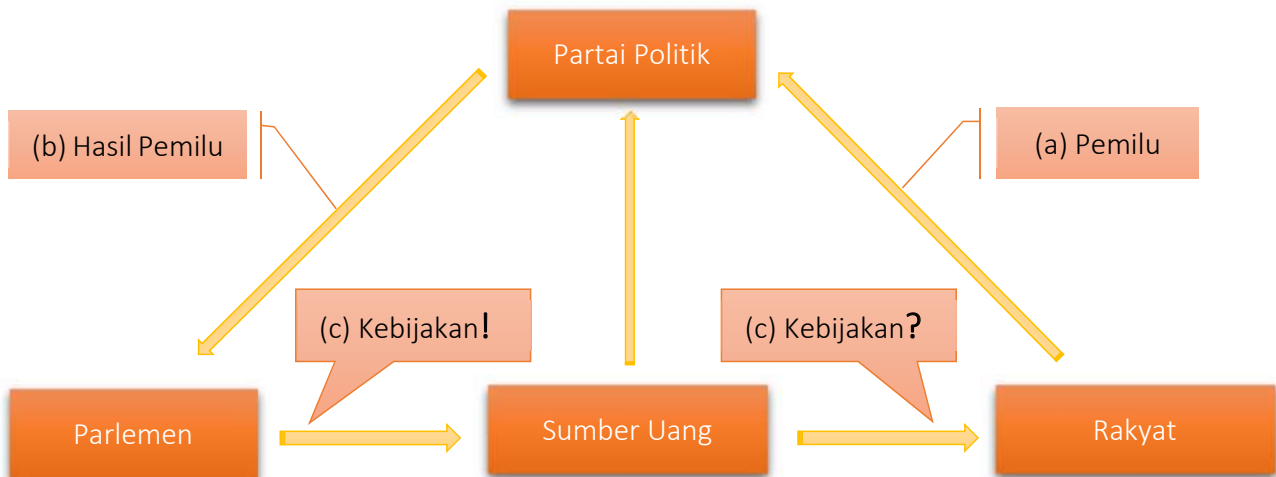 Partai Politik
(b) Hasil Pemilu
(a) Pemilu
(c) Kebijakan!
(c) Kebijakan?
Parlemen
Sumber Uang
Rakyat